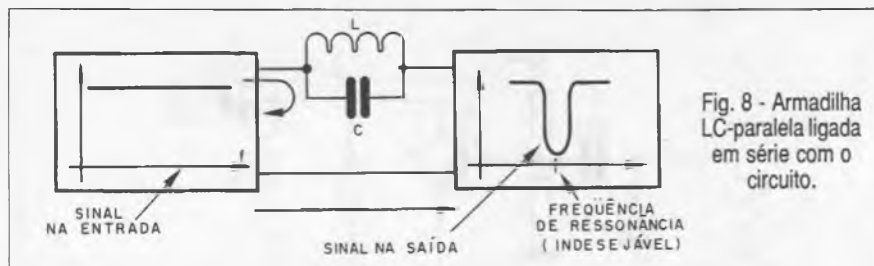 L
C
f
SINAL
NA ENTRADA
SINAL NA SAÍDA
f
FREQÜÊNCIA
DE RESSONÂNCIA
(INDESEJÁVEL)
Fig. 8 - Armadilha
LC-paralela ligada
em série com o
circuito.